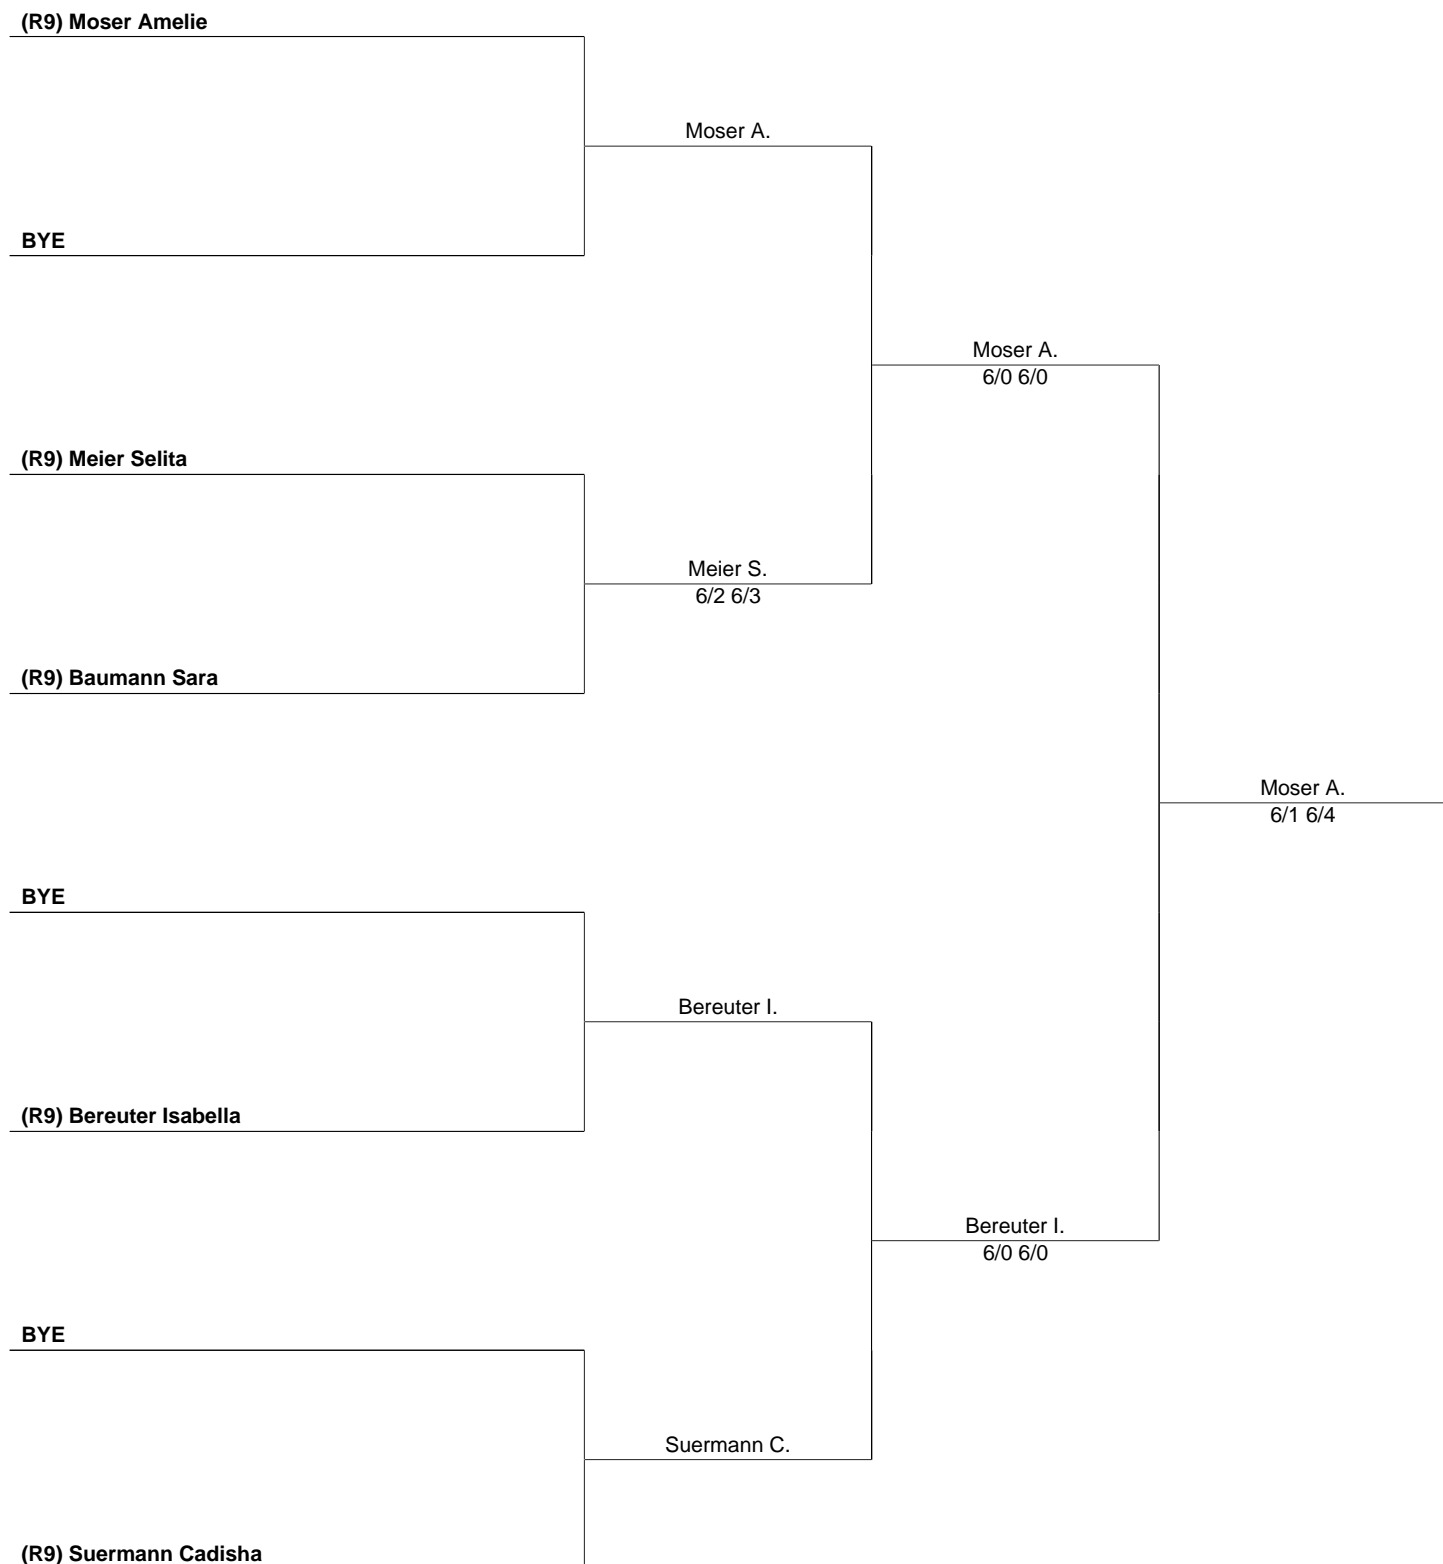 (R9) Moser Amelie
Moser A.
BYE
Moser A.
6/0 6/0
(R9) Meier Selita
Meier S.
6/2 6/3
(R9) Baumann Sara
Moser A.
6/1 6/4
BYE
Bereuter I.
(R9) Bereuter Isabella
Bereuter I.
6/0 6/0
BYE
Suermann C.
(R9) Suermann Cadisha